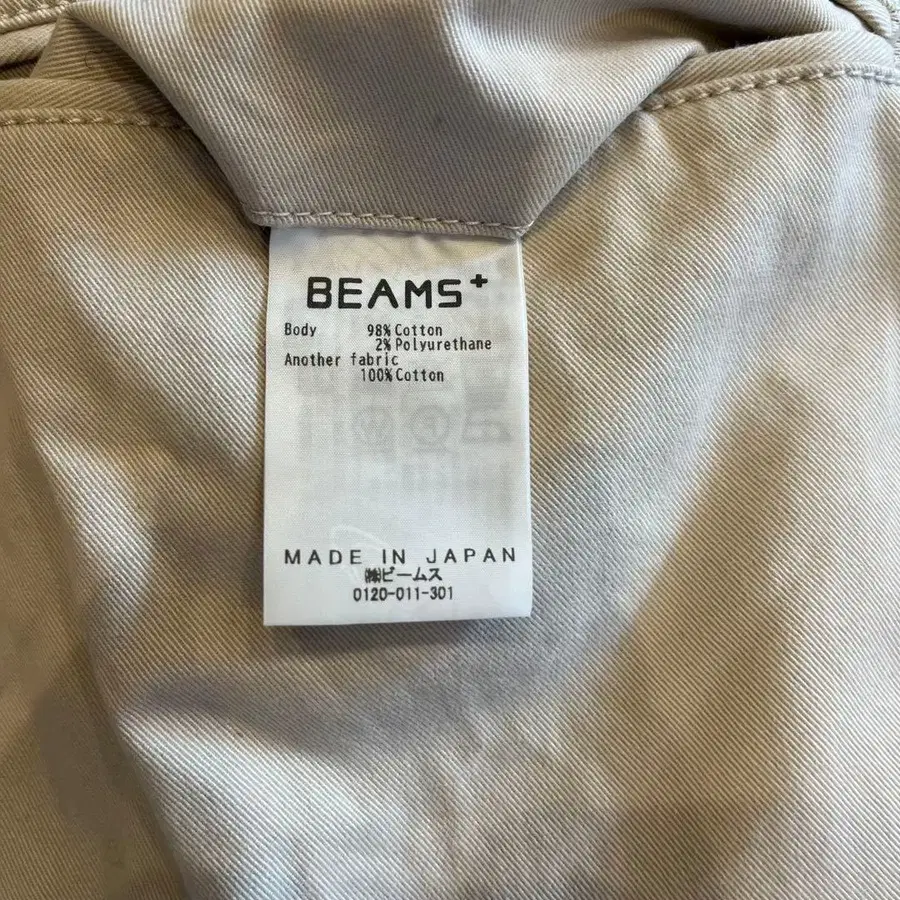 BEAMS+
Body 98% Cotton
2% Polyurethane
Another fabric
100% Cotton
MADE IN JAPAN
㈱ビームス
0120-011-301